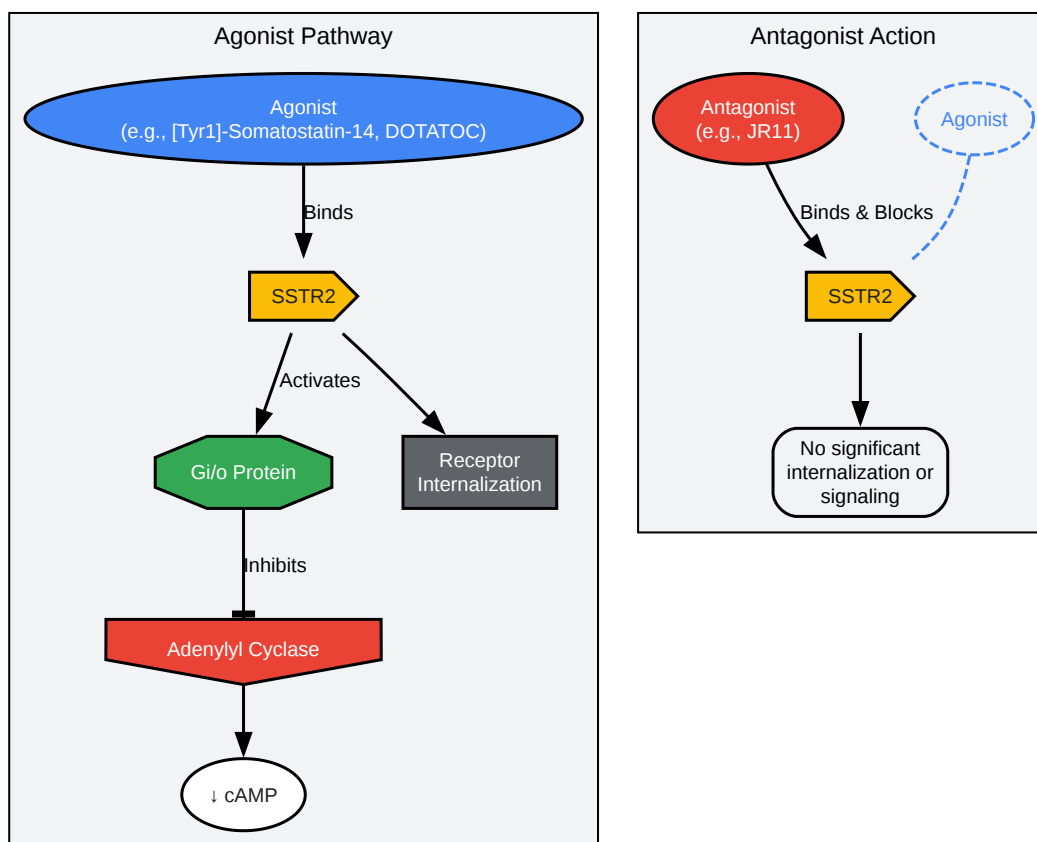 Agonist Pathway
Agonist
(e.g., [Tyr1]-Somatostatin-14, DOTATOC)
Binds
SSTR2
Activates
Gi/o Protein
Receptor
Internalization
Inhibits
Adenylyl Cyclase
↓ cAMP
Antagonist Action
Antagonist
(e.g., JR11)
Agonist
Binds & Blocks
SSTR2
No significant
internalization or
signaling